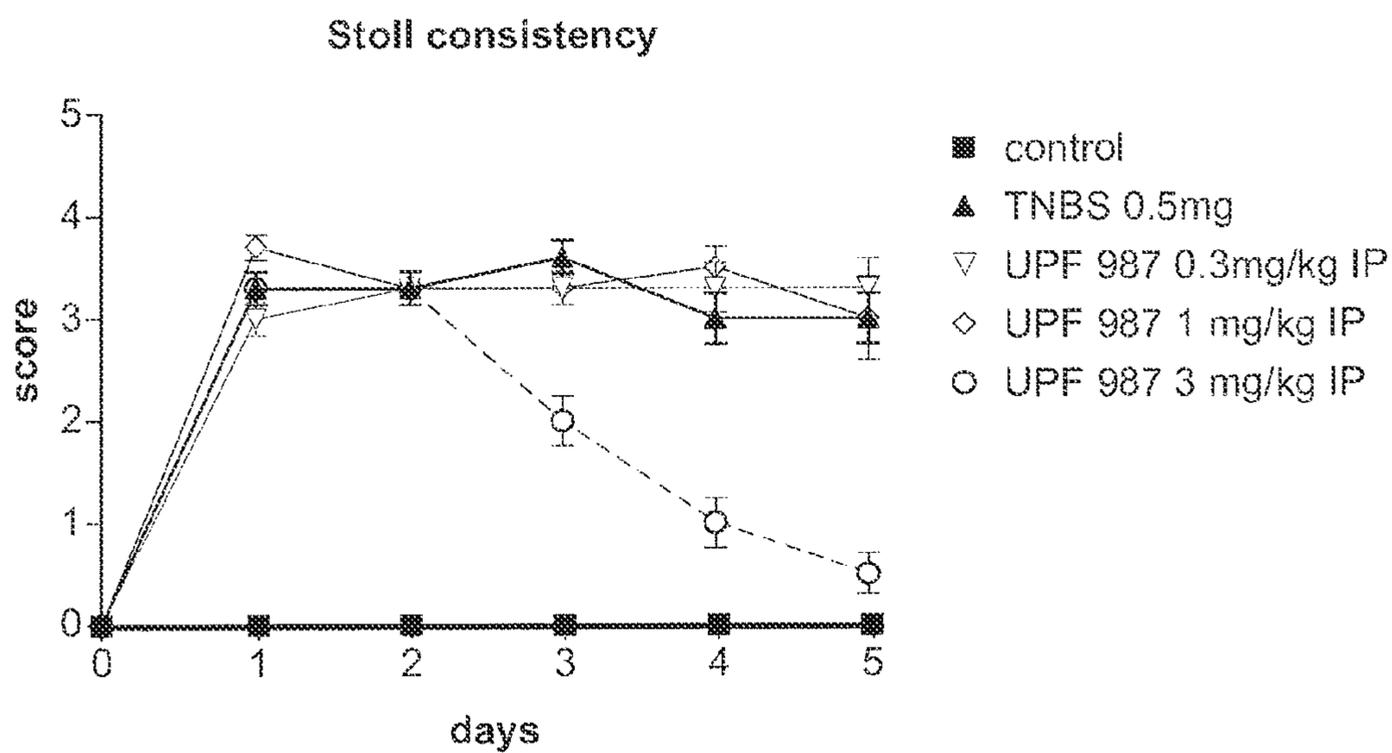 Stoll consistency
5
4
3
2
1
0
score
0 1 2 3 4 5
days
control
TNBS 0.5mg
UPF 987 0.3mg/kg IP
UPF 987 1 mg/kg IP
UPF 987 3 mg/kg IP